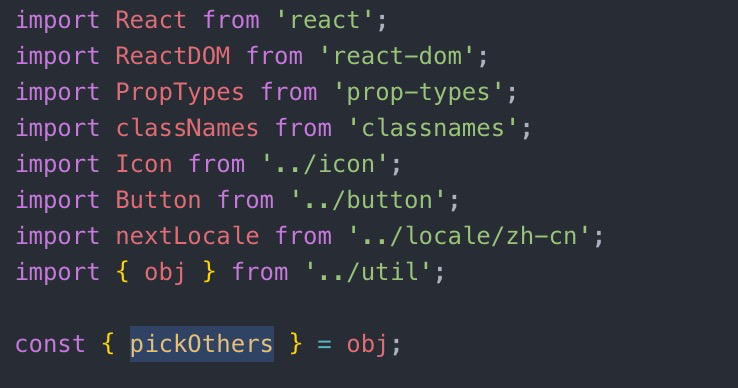 import React from 'react';
import ReactDOM from 'react-dom';
import PropTypes from 'prop-types';
import classNames from 'classnames';
import Icon from '../icon';
import Button from '../button';
import nextLocale from '../locale/zh-cn';
import { obj } from '../util';
const { pickOthers } = obj;